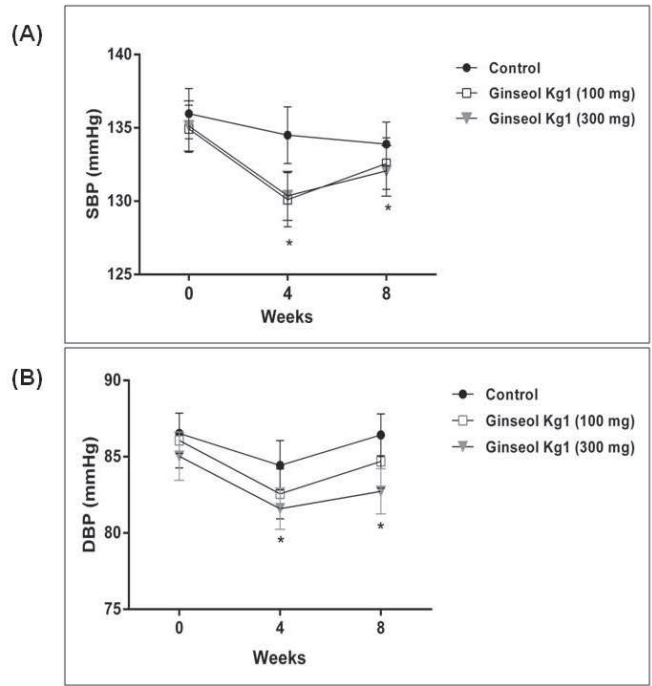 (A)
140
135
130
125
SBP (mmHg)
0 4 8
Weeks
Control
Ginseol Kg1 (100 mg)
Ginseol Kg1 (300 mg)
*
*
(B)
90
85
80
75
DBP (mmHg)
0 4 8
Weeks
Control
Ginseol Kg1 (100 mg)
Ginseol Kg1 (300 mg)
*
*